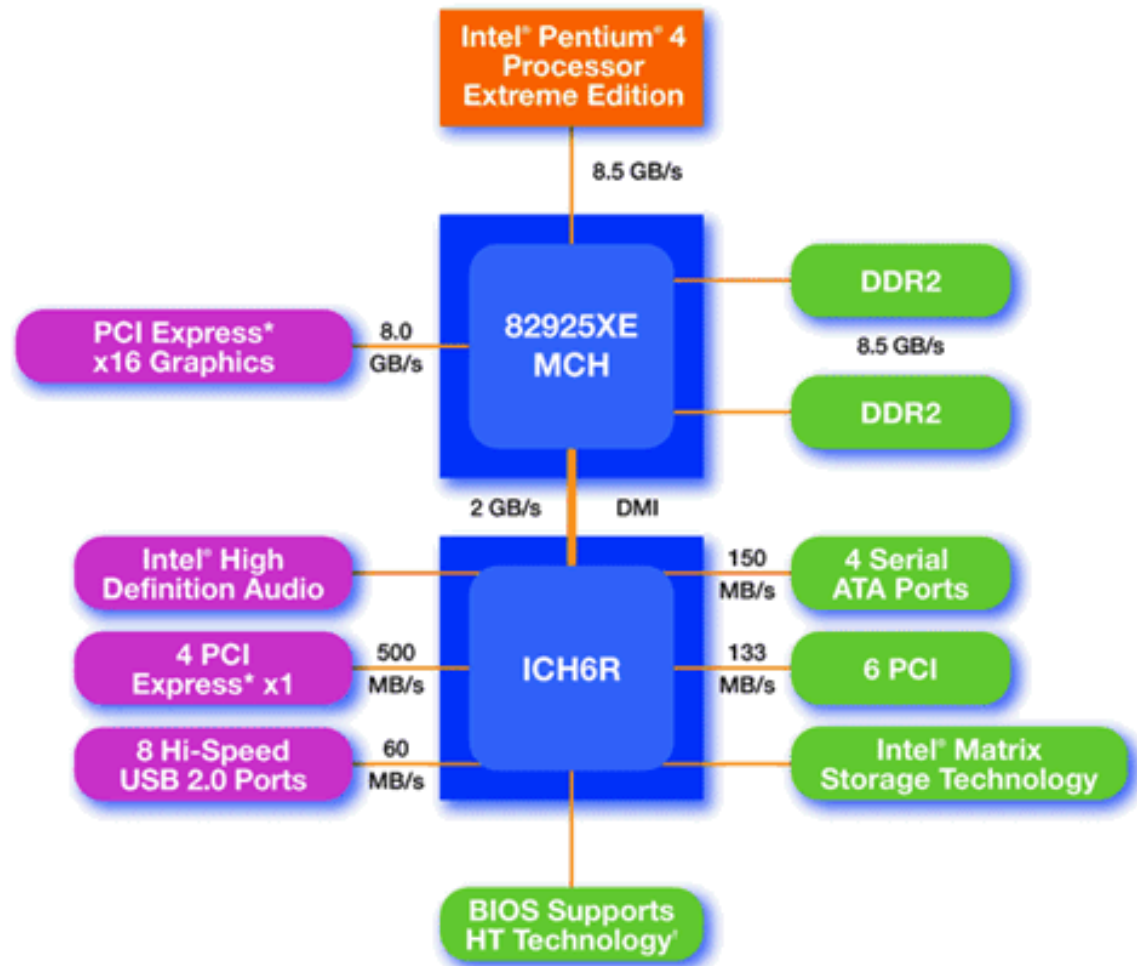 Intel® Pentium® 4
Processor
Extreme Edition
8.5 GB/s
PCI Express*
x16 Graphics
8.0
GB/s
82925XE
MCH
DDR2
8.5 GB/s
DDR2
2 GB/s
DMI
Intel® High
Definition Audio
150
MB/s
4 Serial
ATA Ports
4 PCI
Express* x1
500
MB/s
ICH6R
133
MB/s
6 PCI
8 Hi-Speed
USB 2.0 Ports
60
MB/s
Intel® Matrix
Storage Technology
BIOS Supports
HT Technology†